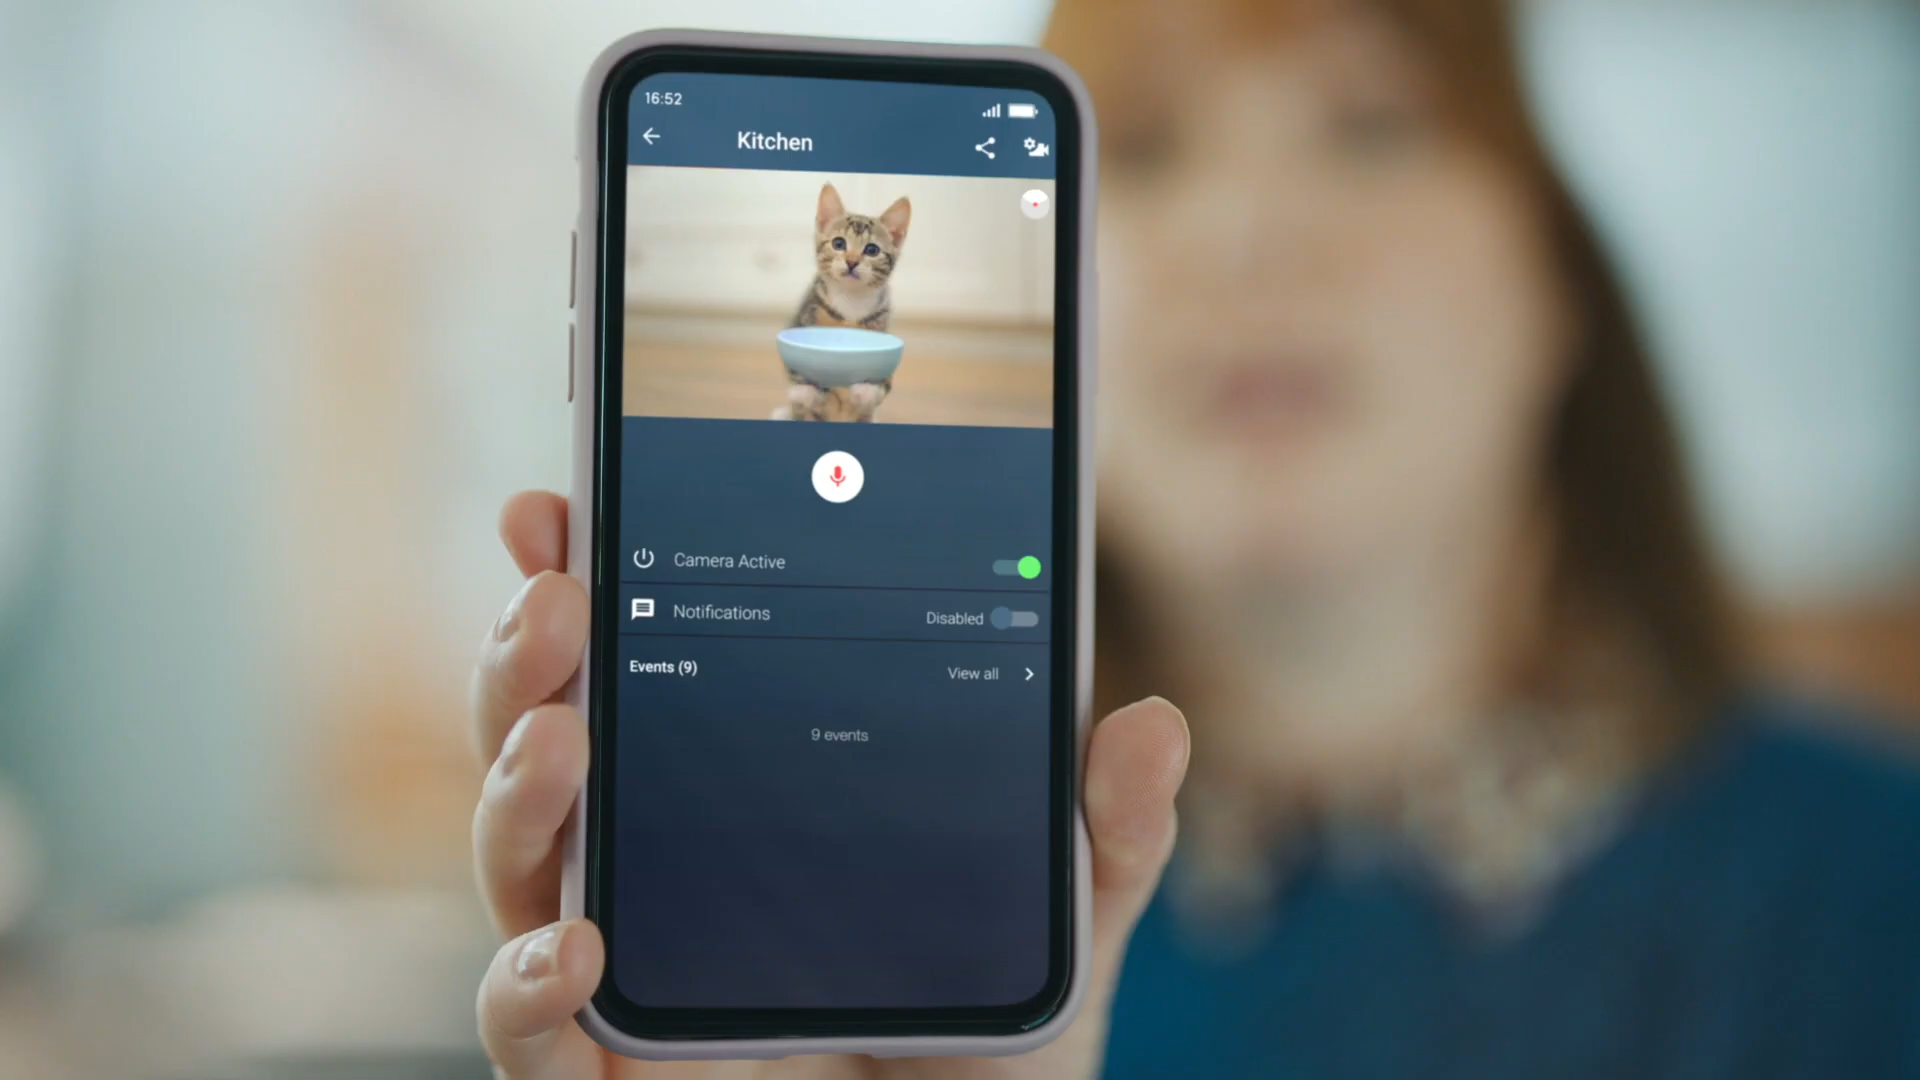 16:52
Kitchen
Camera Active
Notifications Disabled
Events (9) View all
9 events